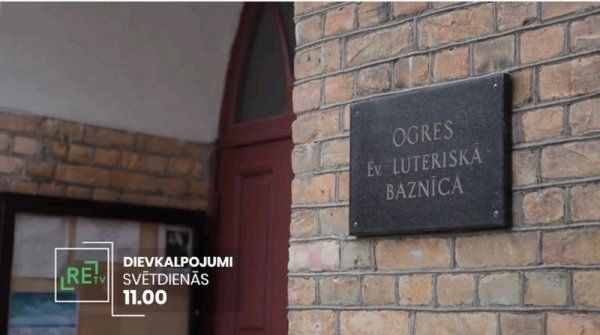 OGRES
Ev. LUTERISKĀ
BAZNĪCA
RE TV
DIEVKALPOJUMI
SVĒTDIENĀS
11.00